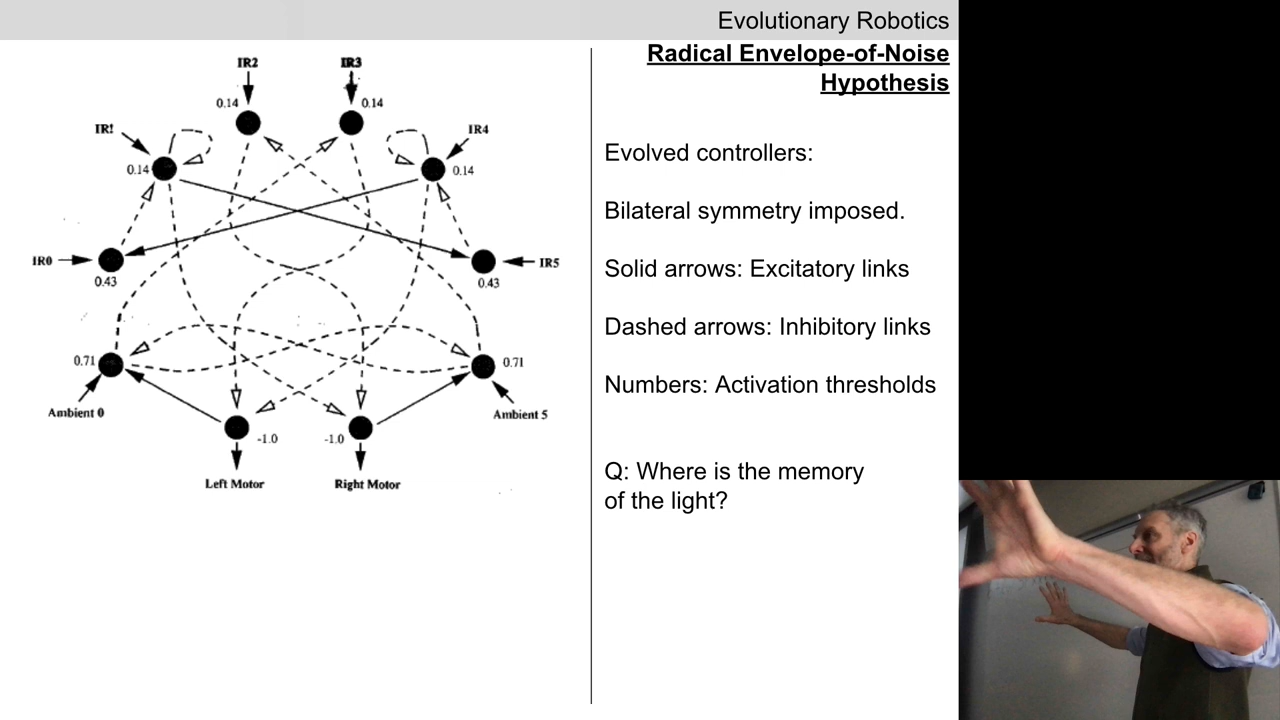 Evolutionary Robotics
Radical Envelope-of-Noise
Hypothesis
IR2
IR3
0.14
0.14
IR!
IR4
0.14
0.14
IR0
IR5
0.43
0.43
0.71
0.71
Ambient 0
Ambient 5
-1.0
-1.0
Left Motor
Right Motor
Evolved controllers:
Bilateral symmetry imposed.
Solid arrows: Excitatory links
Dashed arrows: Inhibitory links
Numbers: Activation thresholds
Q: Where is the memory
of the light?